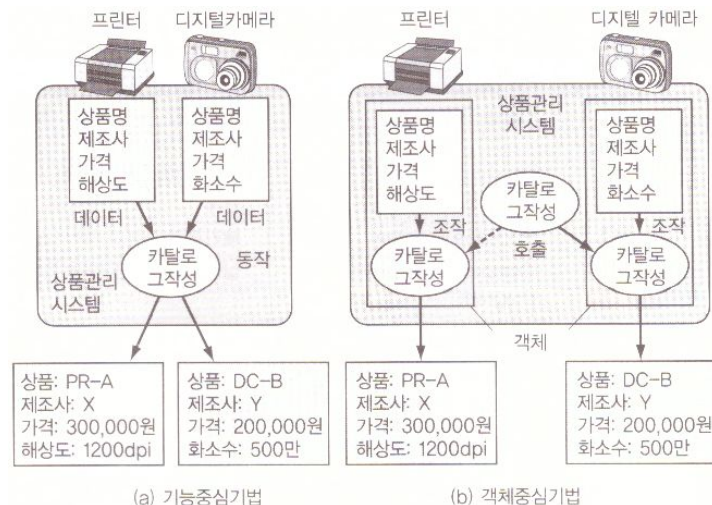 프린터
디지털카메라
상품명
제조사
가격
해상도
상품명
제조사
가격
화소수
데이터
데이터
카탈로
그작성
동작
상품관리
시스템
상품: PR-A
제조사: X
가격: 300,000원
해상도: 1200dpi
상품: DC-B
제조사: Y
가격: 200,000원
화소수: 500만
(a) 기능중심기법
프린터
디지텔 카메라
상품관리
시스템
상품명
제조사
가격
해상도
상품명
제조사
가격
화소수
카탈로
그작성
조작
호출
조작
카탈로
그작성
카탈로
그작성
객체
상품: PR-A
제조사: X
가격: 300,000원
해상도: 1200dpi
상품: DC-B
제조사: Y
가격: 200,000원
화소수: 500만
(b) 객체중심기법